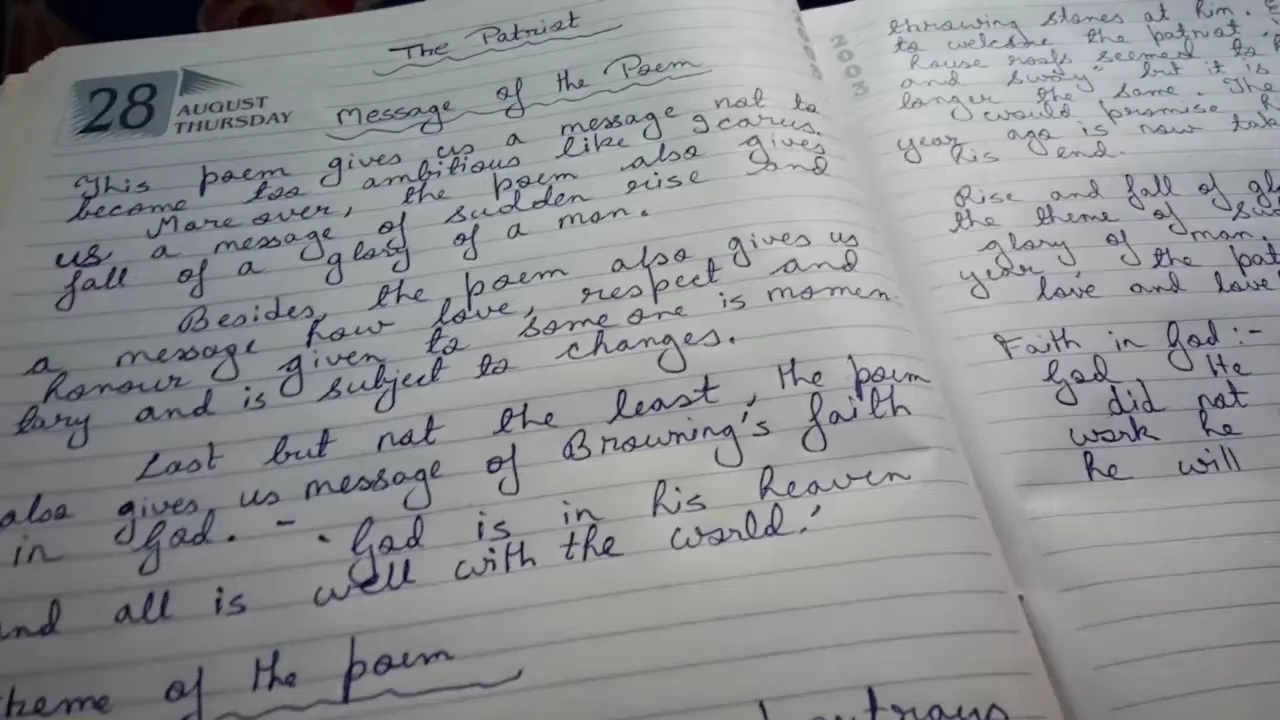 The Patriot
28 AUGUST
THURSDAY
Message of the Poem
This poem gives us a message not to
become too ambitious like Icarus.
Moreover, the poem also gives
us a message of sudden rise and
fall of a glory of a man.
Besides, the poem also gives us
a message how love, respect and
honour given to someone is momen-
tary and is subject to changes.
Last but not the least, the poem
also gives us message of Browning's faith
in God. - 'God is in his heaven
and all is well with the world.'
Theme of the poem
2003
throwing stones at him.
to welcome the patriot.
house roofs seemed to
and sway" but it is
longer the same. The
would promise
year ago is now
his end.
Rise and fall of
the theme of
glory of man.
year the
love and love
Faith in God:-
God He
did not
work he
he will